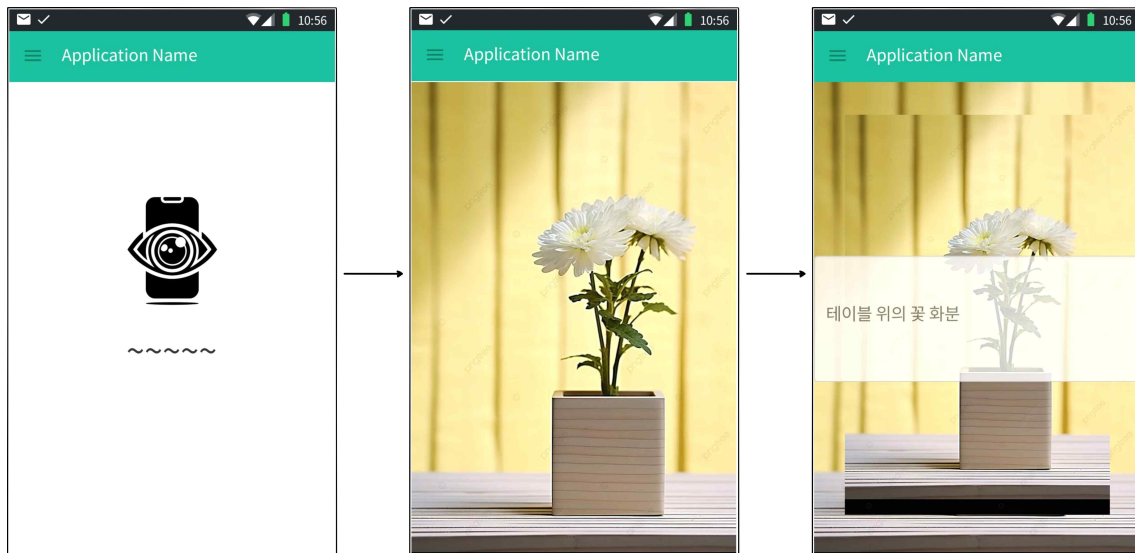 10:56
Application Name
~~~~~
10:56
Application Name
10:56
Application Name
테이블 위의 꽃 화분